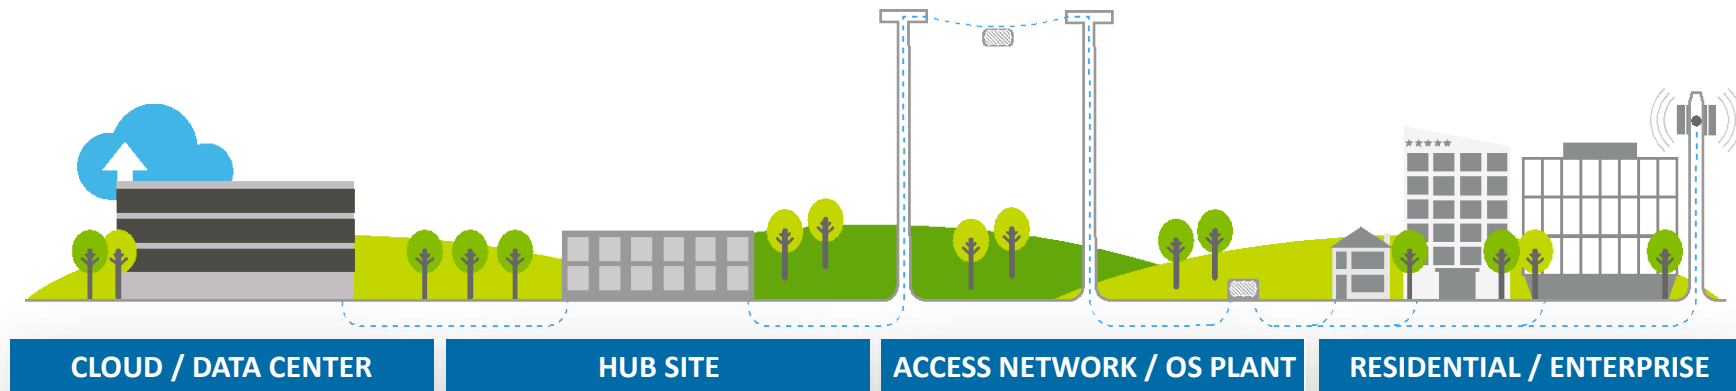 CLOUD / DATA CENTER
HUB SITE
ACCESS NETWORK / OS PLANT
RESIDENTIAL / ENTERPRISE